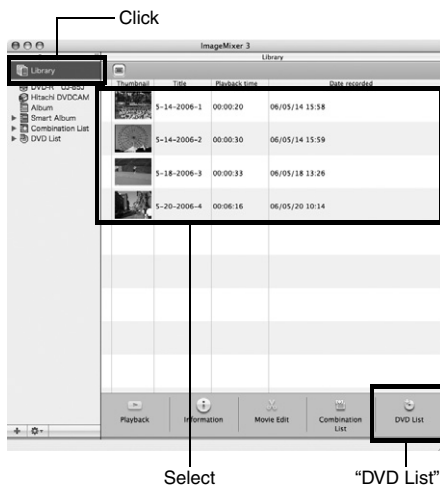 Click
ImageMixer 3
Library
Library
Thumbnail Title Playback time Date recorded
DVD-R UJ-85J
Hitachi DVDCAM
Album
Smart Album
Combination List
DVD List
5-14-2006-1 00:00:20 06/05/14 15:58
5-14-2006-2 00:00:30 06/05/14 15:59
5-18-2006-3 00:00:33 06/05/18 13:26
5-20-2006-4 00:06:16 06/05/20 10:14
Playback Information Movie Edit Combination List DVD List
Select "DVD List"